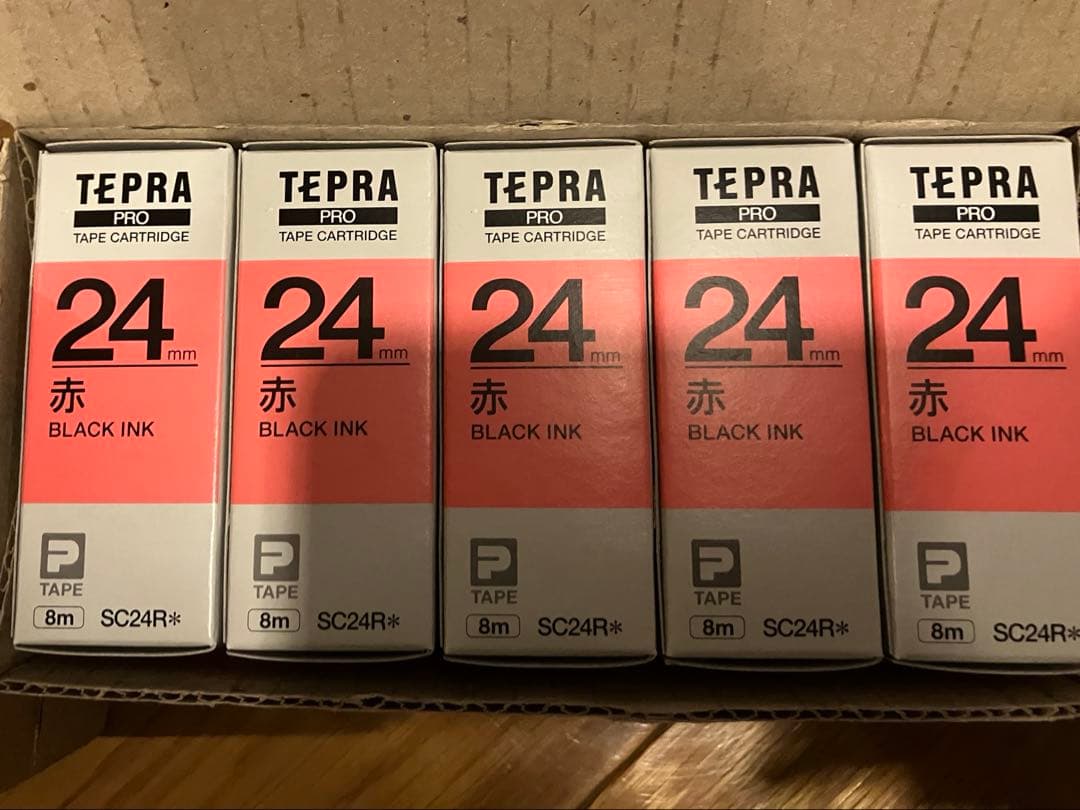 TEPRA
PRO
TAPE CARTRIDGE
24mm
赤
BLACK INK
P
TAPE
8m SC24R*
TEPRA
PRO
TAPE CARTRIDGE
24mm
赤
BLACK INK
P
TAPE
8m SC24R*
TEPRA
PRO
TAPE CARTRIDGE
24mm
赤
BLACK INK
P
TAPE
8m SC24R*
TEPRA
PRO
TAPE CARTRIDGE
24mm
赤
BLACK INK
P
TAPE
8m SC24R*
TEPRA
PRO
TAPE CARTRIDGE
24mm
赤
BLACK INK
P
TAPE
8m SC24R*